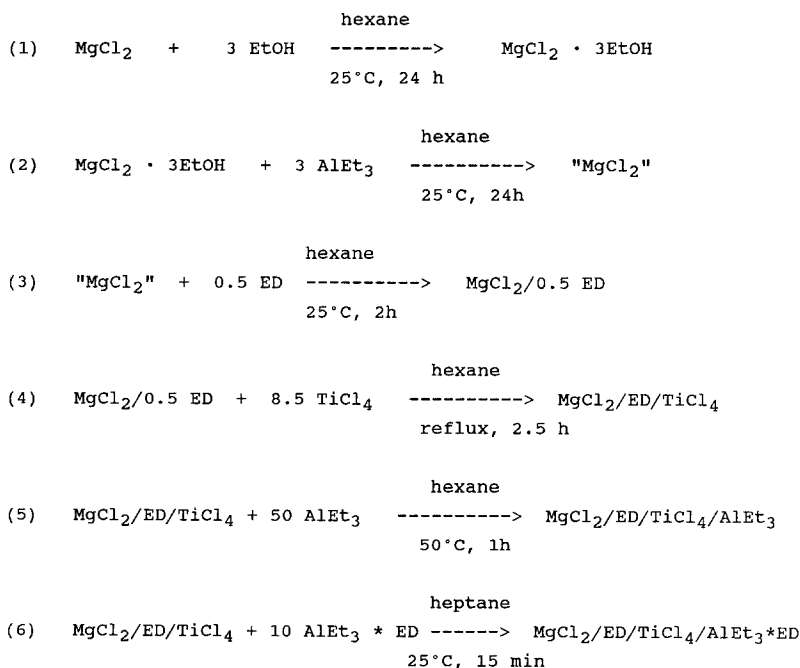 hexane
(1) MgCl2 + 3 EtOH ---------> MgCl2 · 3EtOH
25°C, 24 h
hexane
(2) MgCl2 · 3EtOH + 3 AlEt3 ----------> "MgCl2"
25°C, 24h
hexane
(3) "MgCl2" + 0.5 ED ----------> MgCl2/0.5 ED
25°C, 2h
hexane
(4) MgCl2/0.5 ED + 8.5 TiCl4 ----------> MgCl2/ED/TiCl4
reflux, 2.5 h
hexane
(5) MgCl2/ED/TiCl4 + 50 AlEt3 ----------> MgCl2/ED/TiCl4/AlEt3
50°C, 1h
heptane
(6) MgCl2/ED/TiCl4 + 10 AlEt3 * ED ------> MgCl2/ED/TiCl4/AlEt3*ED
25°C, 15 min